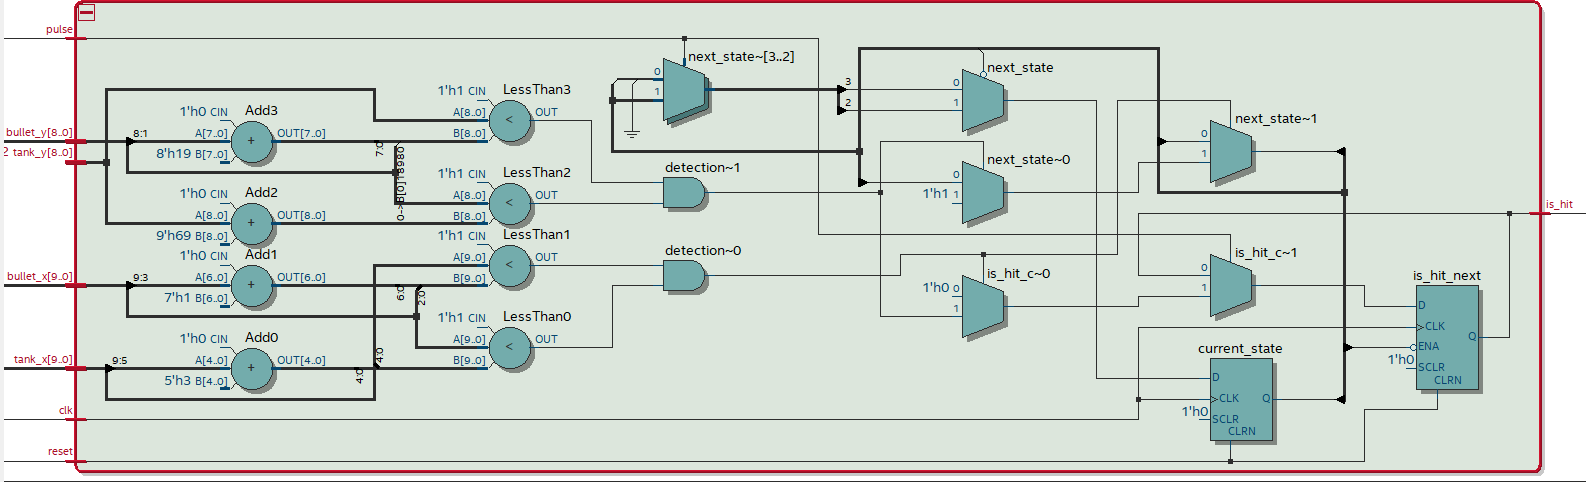 pulse
next_state~[3..2]
0
1
3
2
next_state
0
1
1'h1 CIN
LessThan3
A[8..0]
B[8..0]
<
OUT
1'h0 CIN
Add3
bullet_y[8..0]
8:1
A[7..0]
+
OUT[7..0]
7:0
8'h19 B[7..0]
2 tank_y[8..0]
next_state~1
0
1
next_state~0
0
1'h1 1
detection~1
1'h1 CIN
LessThan2
A[8..0]
B[8..0]
<
OUT
1'h0 CIN
Add2
A[8..0]
+
OUT[8..0]
9'h69 B[8..0]
is_hit
1'h1 CIN
LessThan1
A[9..0]
B[9..0]
<
OUT
detection~0
1'h0 CIN
Add1
bullet_x[9..0]
9:3
A[6..0]
+
OUT[6..0]
6:0
2:0
7'h1 B[6..0]
is_hit_c~1
0
1
is_hit_c~0
1'h0 0
1
is_hit_next
D
CLK
ENA
1'h0
SCLR
CLRN
Q
1'h1 CIN
LessThan0
A[9..0]
B[9..0]
<
OUT
1'h0 CIN
Add0
tank_x[9..0]
9:5
A[4..0]
+
OUT[4..0]
4:0
4:0
5'h3 B[4..0]
current_state
D
CLK
1'h0
SCLR
CLRN
Q
clk
reset